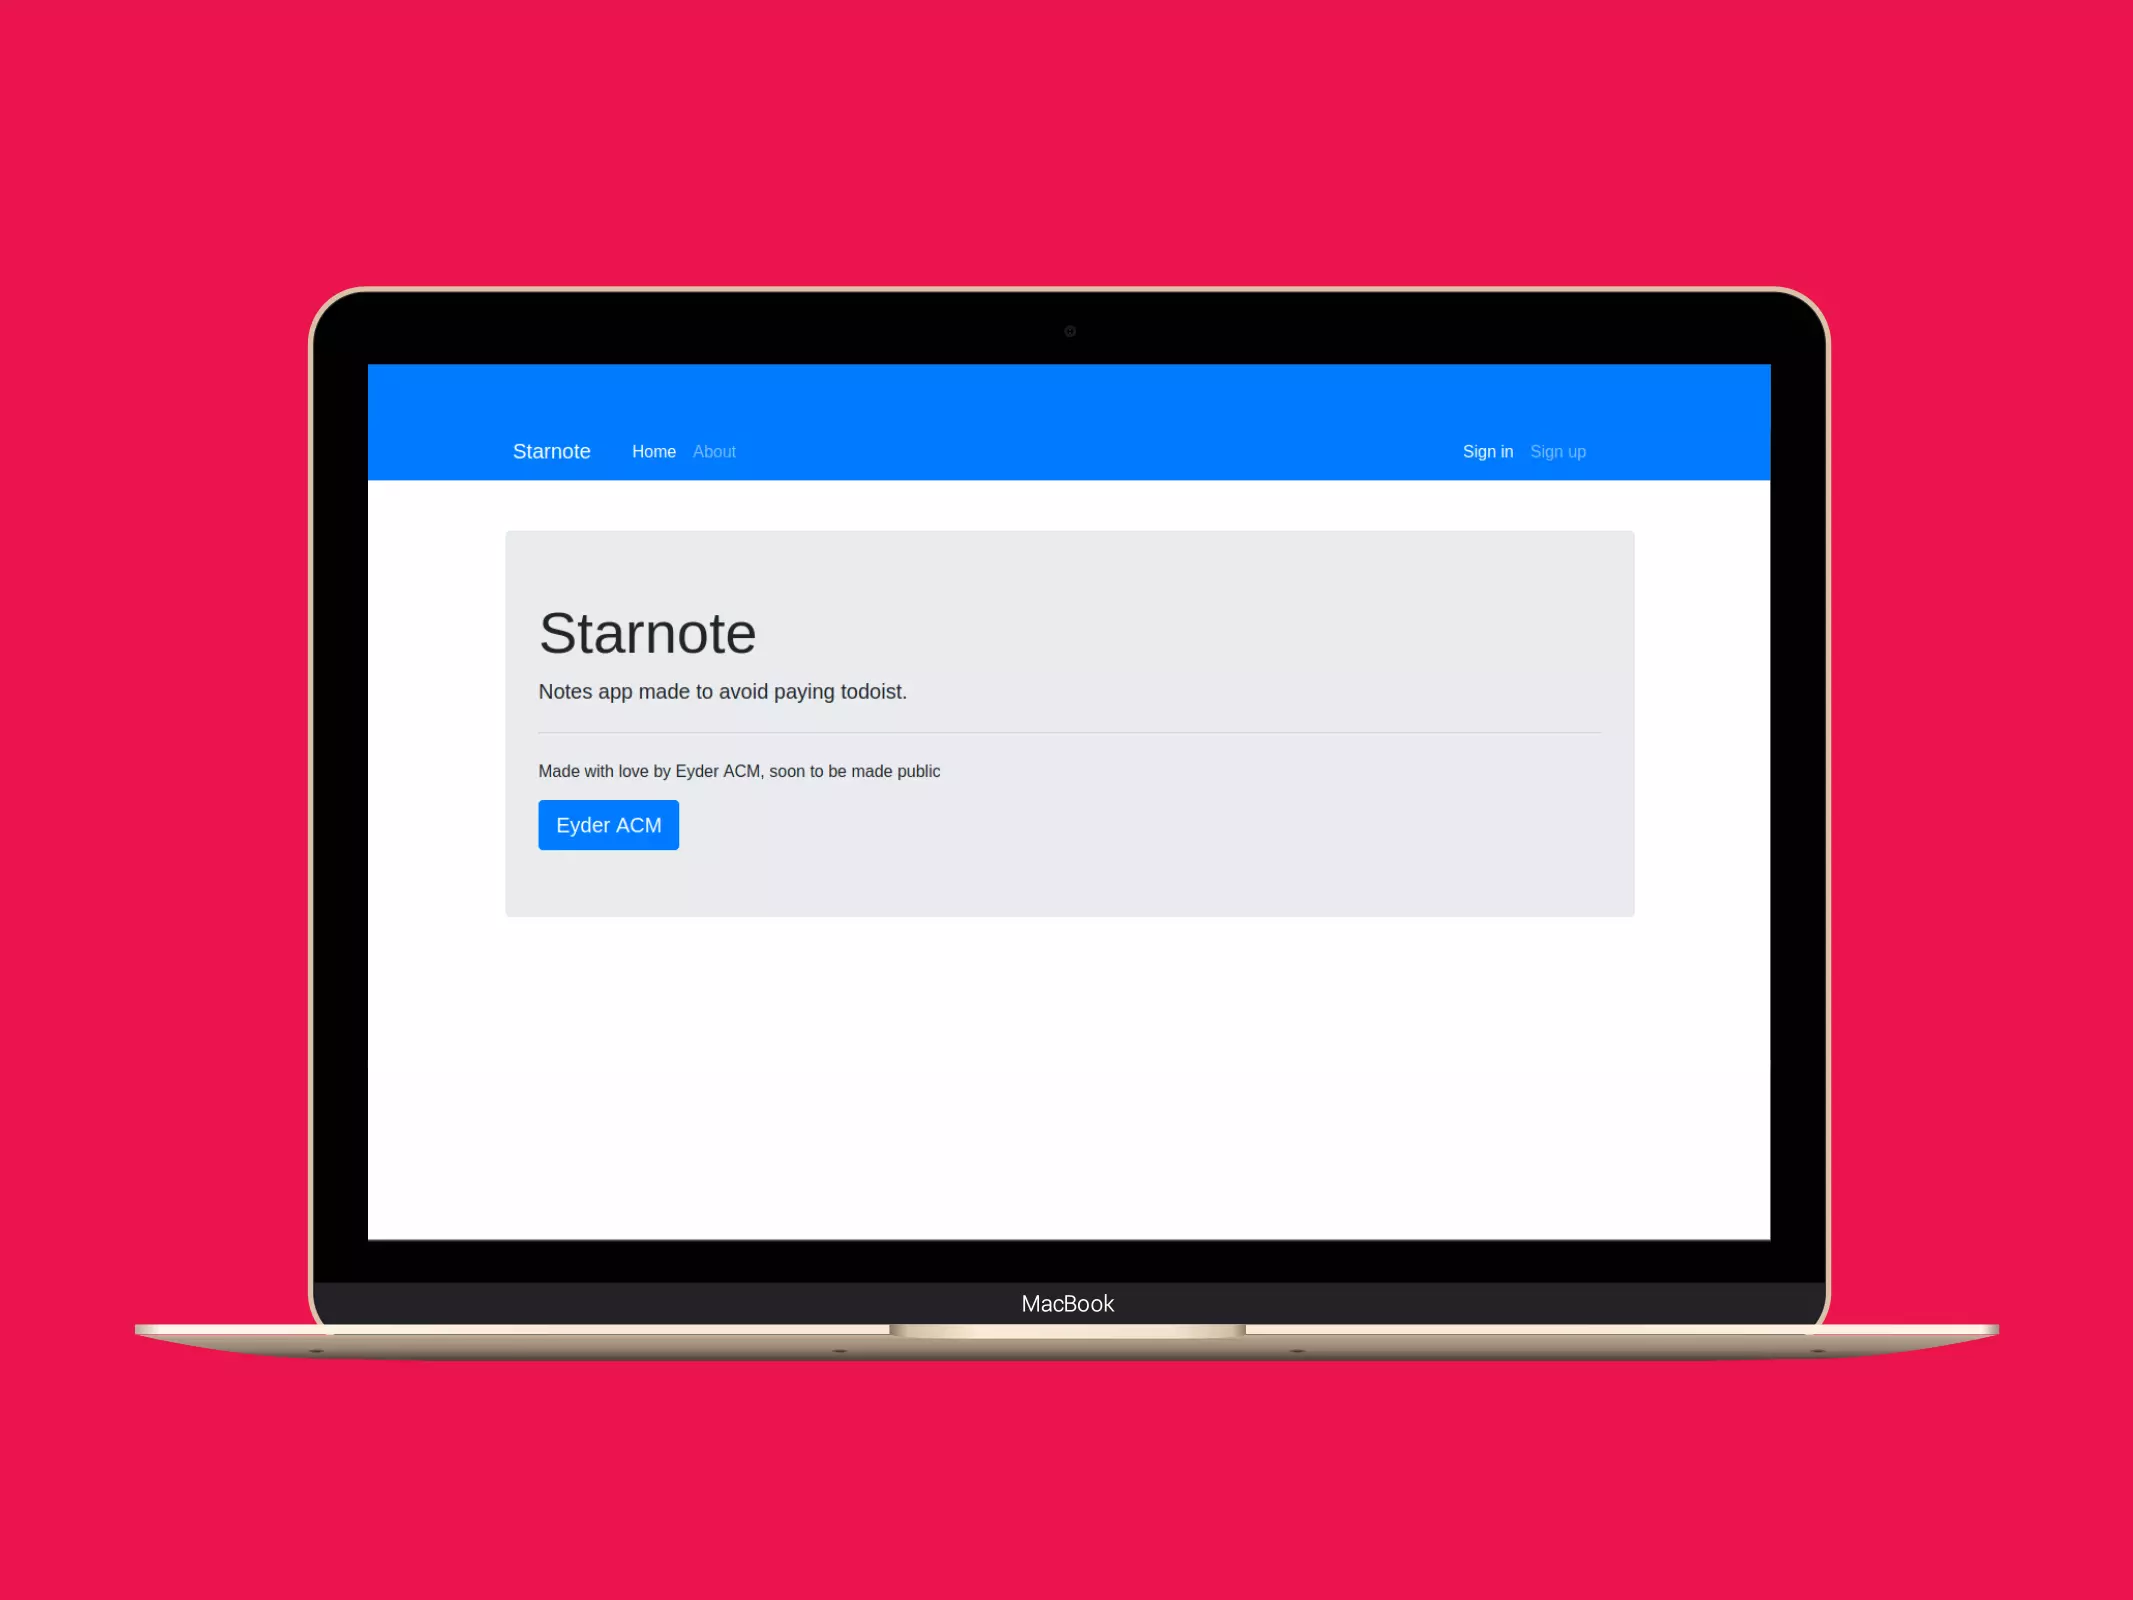 Starnote Home About Sign in Sign up
Starnote
Notes app made to avoid paying todoist.
Made with love by Eyder ACM, soon to be made public
Eyder ACM
MacBook